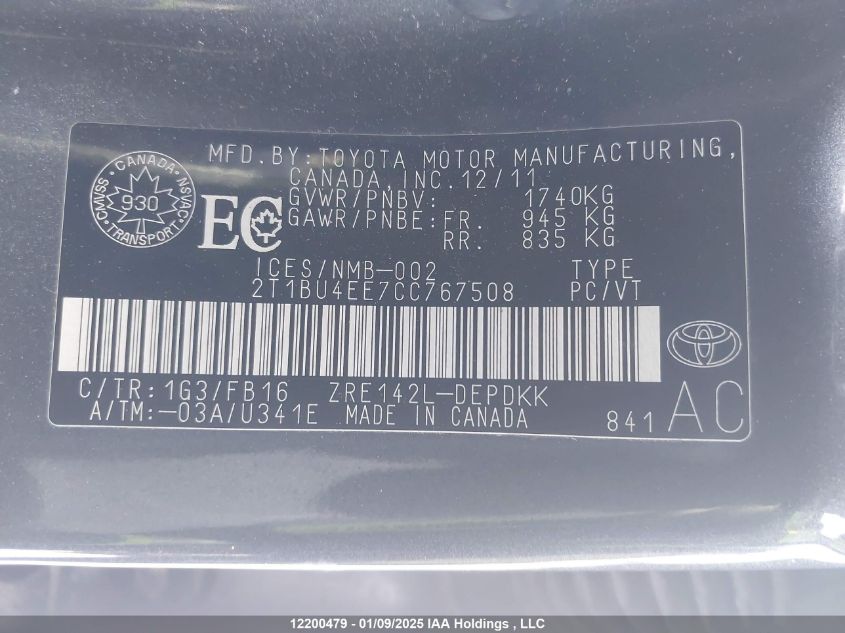 MFD.BY:TOYOTA MOTOR MANUFACTURING,
CANADA,INC.12/11
CANADA
CMVSS 930 NSVAC
TRANSPORT
EC
GVWR/PNBV: 1740KG
GAWR/PNBE:FR. 945 KG
RR. 835 KG
ICES/NMB-002 TYPE
2T1BU4EE7CC767508 PC/VT
C/TR:1G3/FB16 ZRE142L-DEPDKK
A/TM:-03A/U341E MADE IN CANADA 841 AC
12200479 - 01/09/2025 IAA Holdings , LLC